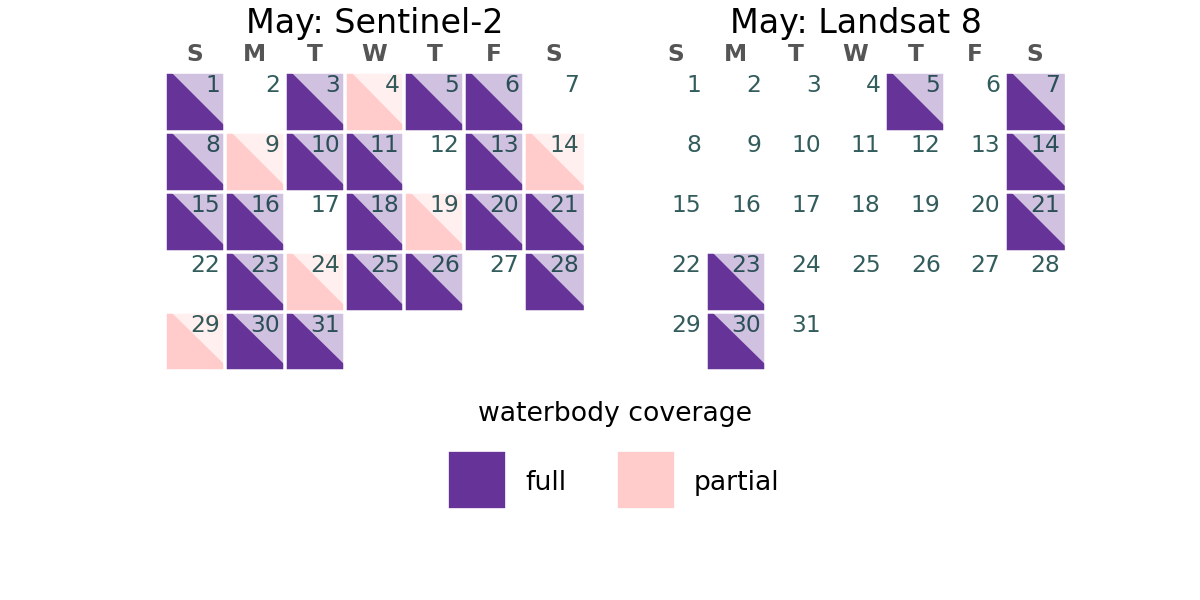 May: Sentinel-2
S M T W T F S
1 2 3 4 5 6 7
8 9 10 11 12 13 14
15 16 17 18 19 20 21
22 23 24 25 26 27 28
29 30 31
May: Landsat 8
S M T W T F S
1 2 3 4 5 6 7
8 9 10 11 12 13 14
15 16 17 18 19 20 21
22 23 24 25 26 27 28
29 30 31
waterbody coverage
full
partial